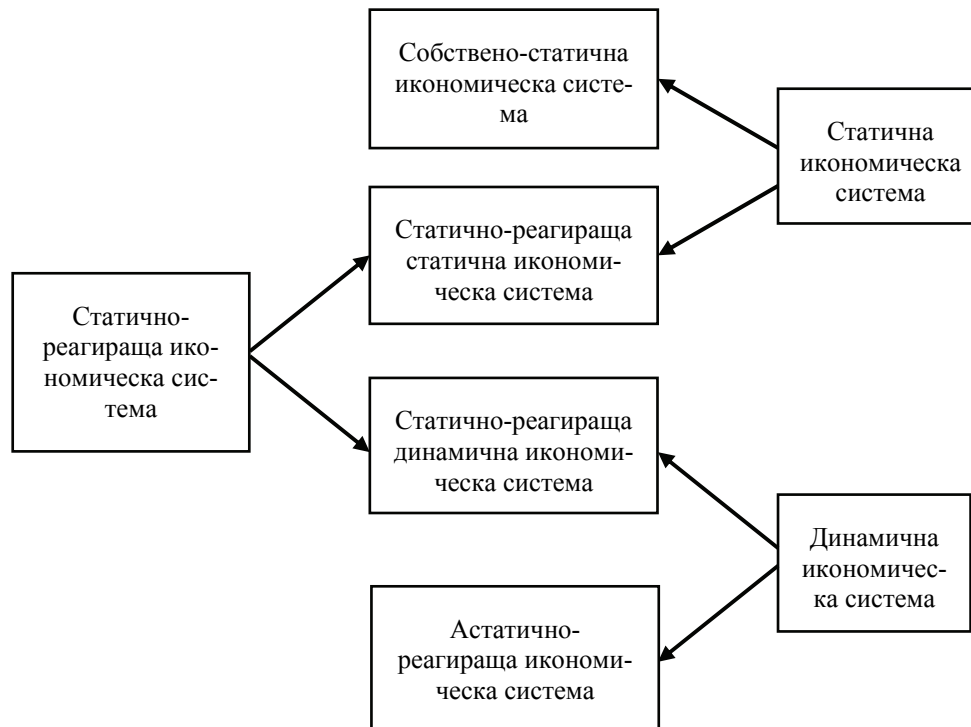 Собствено-статична
икономическа систе-
ма
Статична
икономическа
система
Статично-реагираща
статична икономи-
ческа система
Статично-
реагираща ико-
номическа сис-
тема
Статично-реагираща
динамична икономи-
ческа система
Динамична
икономичес-
ка система
Астатично-
реагираща икономи-
ческа система